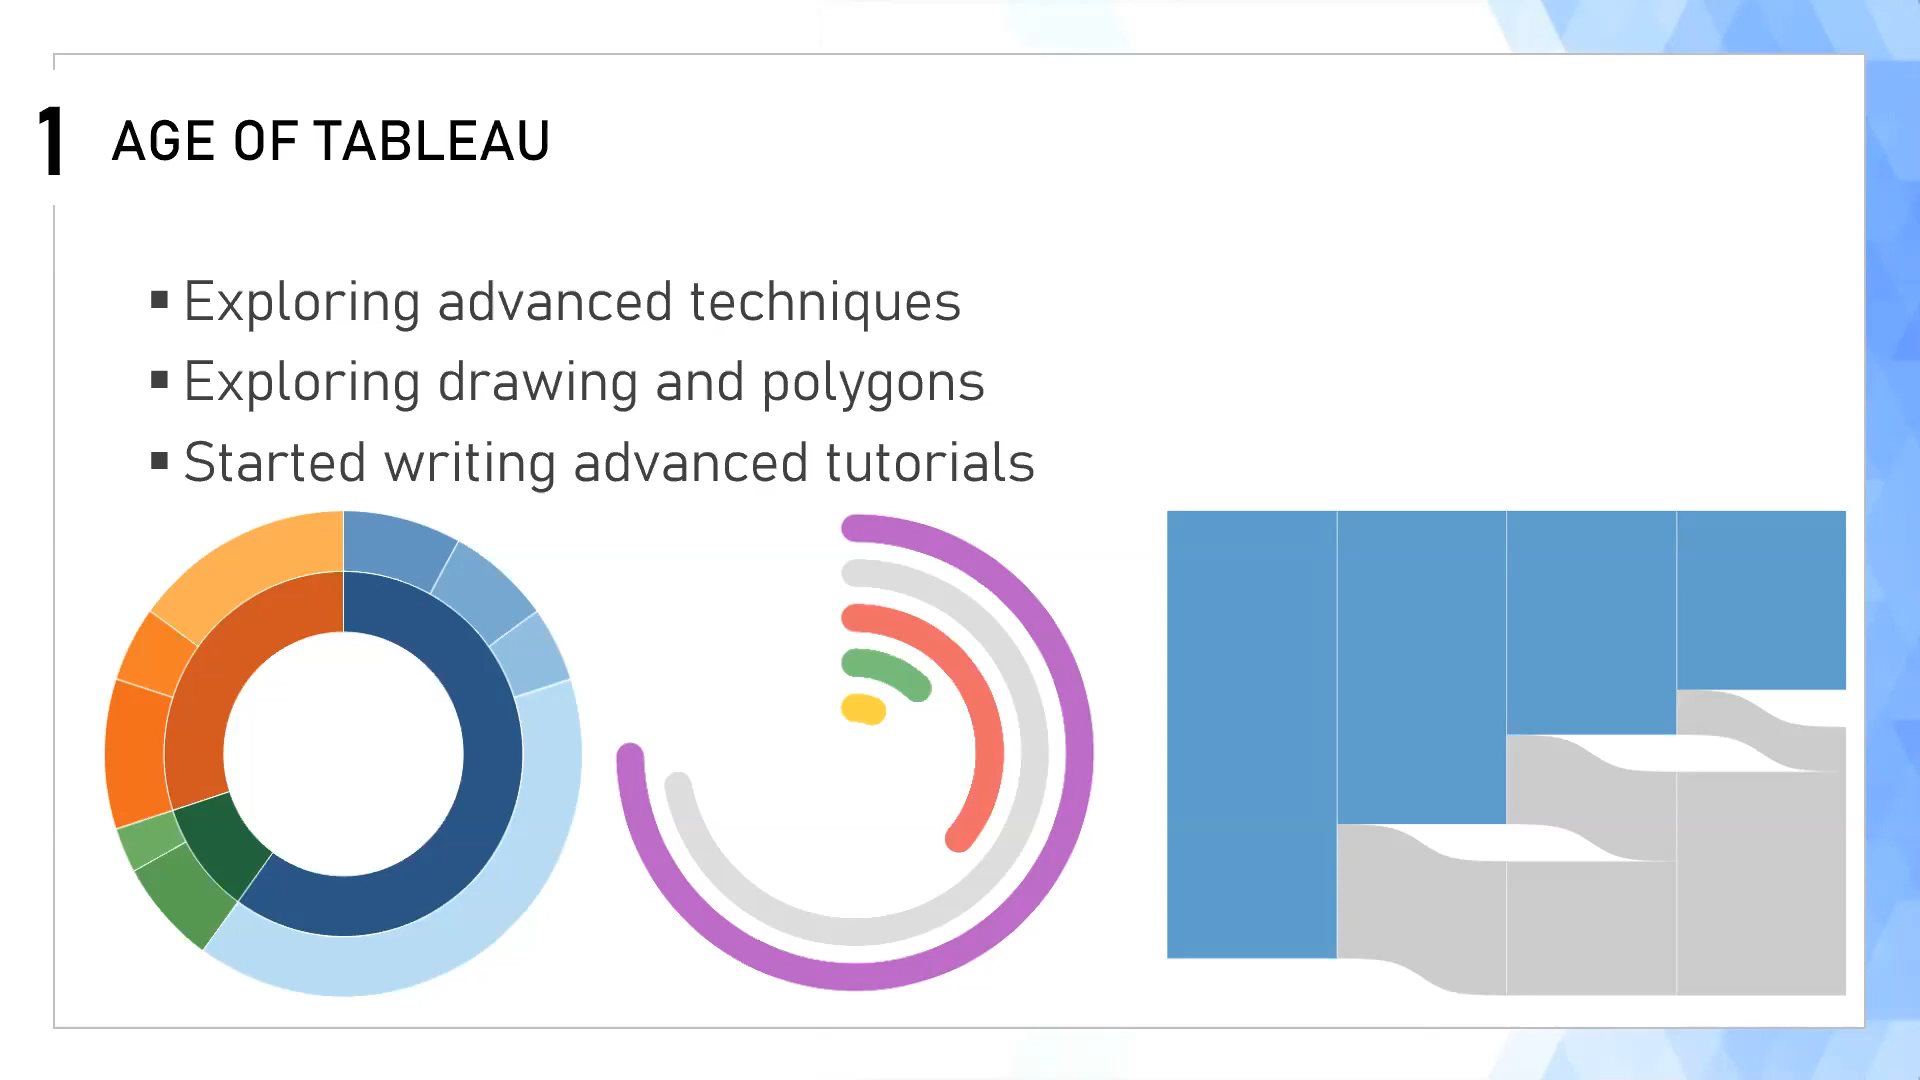 1 AGE OF TABLEAU
▪ Exploring advanced techniques
▪ Exploring drawing and polygons
▪ Started writing advanced tutorials